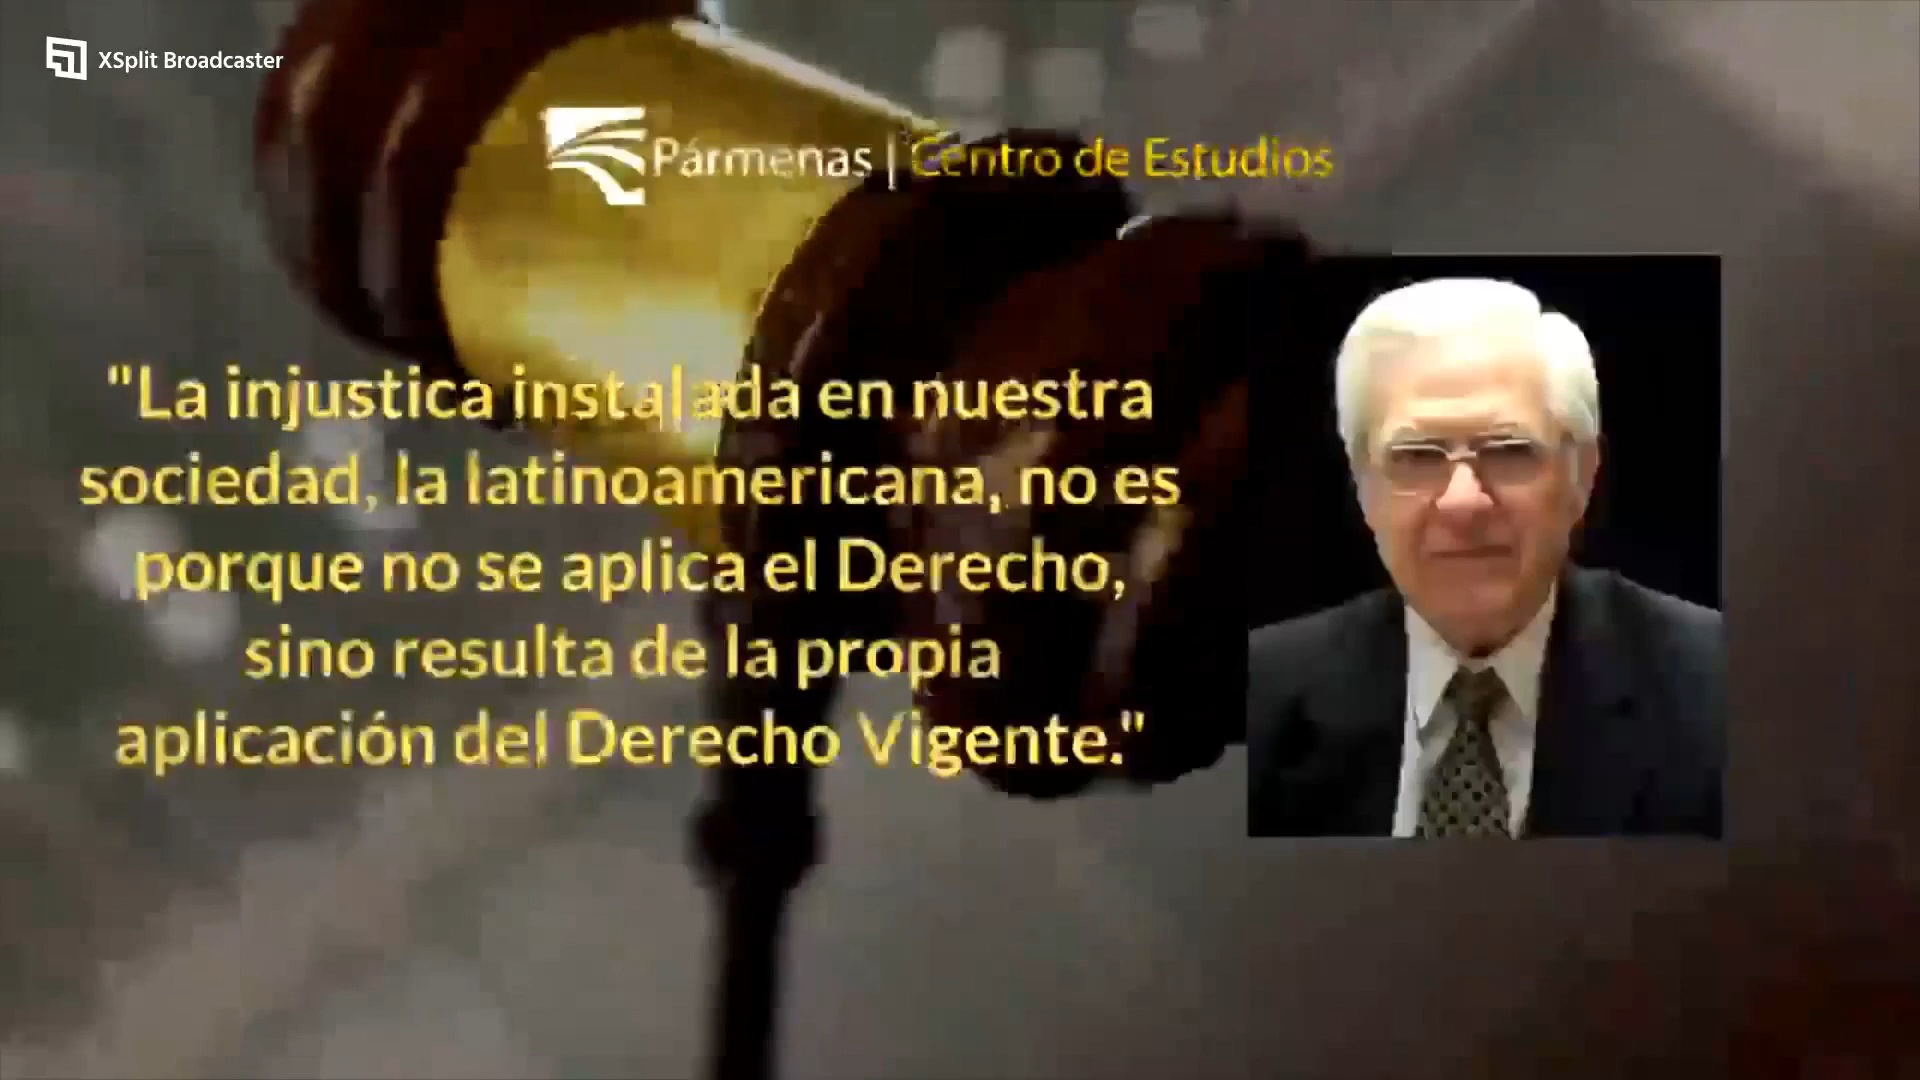 XSplit Broadcaster
Pármenas | Centro de Estudios
"La injustica instalada en nuestra
sociedad, la latinoamericana, no es
porque no se aplica el Derecho,
sino resulta de la propia
aplicación del Derecho Vigente."